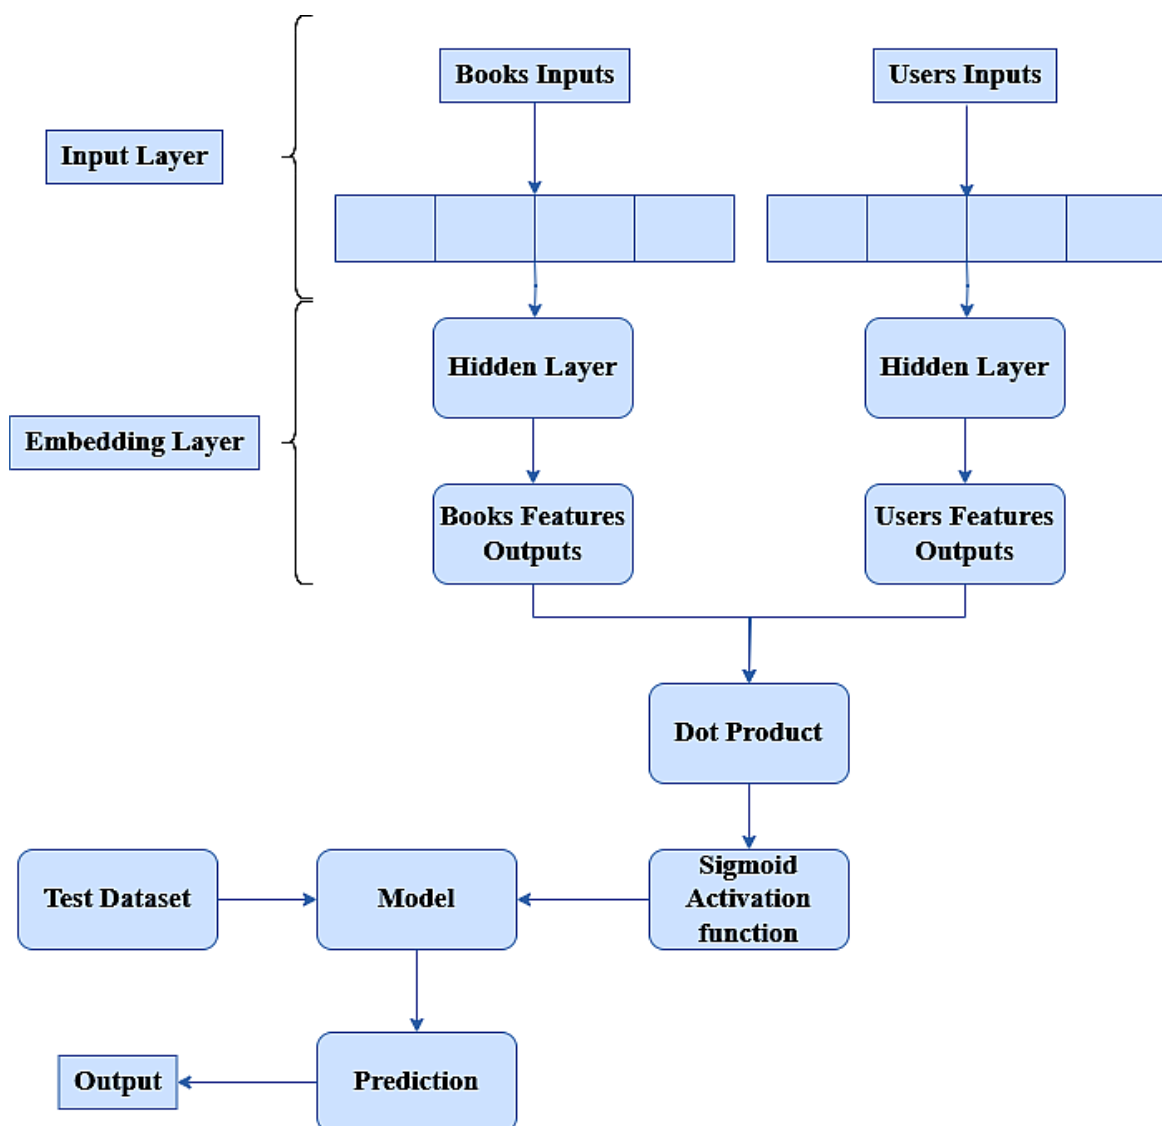 Books Inputs
Users Inputs
Input Layer
Hidden Layer
Hidden Layer
Embedding Layer
Books Features
Outputs
Users Features
Outputs
Dot Product
Test Dataset
Model
Sigmoid
Activation
function
Output
Prediction